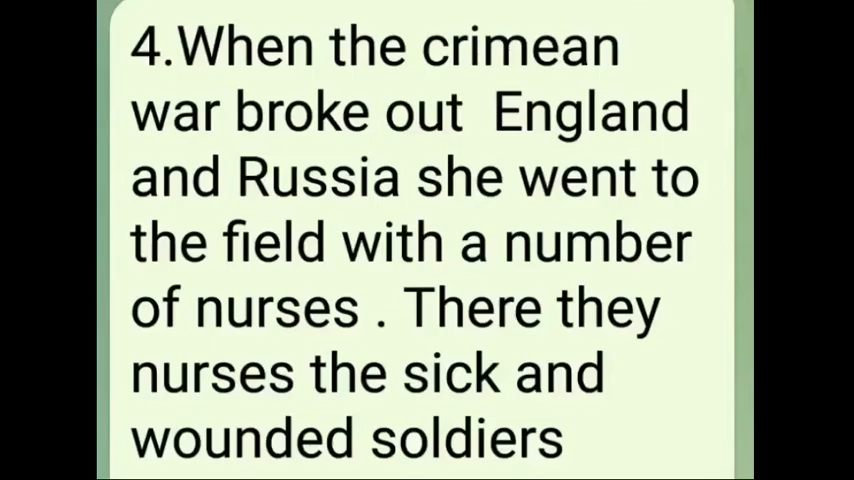 4.When the crimean
war broke out  England
and Russia she went to
the field with a number
of nurses . There they
nurses the sick and
wounded soldiers